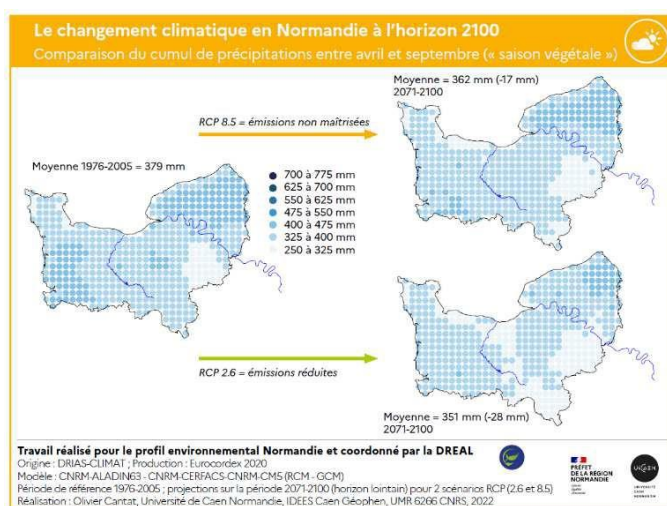 Le changement climatique en Normandie à l'horizon 2100
Comparaison du cumul de précipitations entre avril et septembre (« saison végétale »)
Moyenne = 362 mm (-17 mm)
2071-2100
RCP 8.5 = émissions non maîtrisées
Moyenne 1976-2005 = 379 mm
700 à 775 mm
625 à 700 mm
550 à 625 mm
475 à 550 mm
400 à 475 mm
325 à 400 mm
250 à 325 mm
RCP 2.6 = émissions réduites
Moyenne = 351 mm (-28 mm)
2071-2100
Travail réalisé pour le profil environnemental Normandie et coordonné par la DREAL
Origine : DRIAS-CLIMAT ; Production : Eurocordex 2020
Modèle : CNRM-ALADIN63 - CNRM-CERFACS-CNRM-CM5 (RCM - GCM)
Période de référence 1976-2005 ; projections sur la période 2071-2100 (horizon lointain) pour 2 scénarios RCP (2.6 et 8.5)
Réalisation : Olivier Cantat, Université de Caen Normandie, IDEES Caen Géophen, UMR 6266 CNRS, 2022
PRÉFET
DE LA RÉGION
NORMANDIE
UNIVERSITÉ
CAEN
NORMANDIE